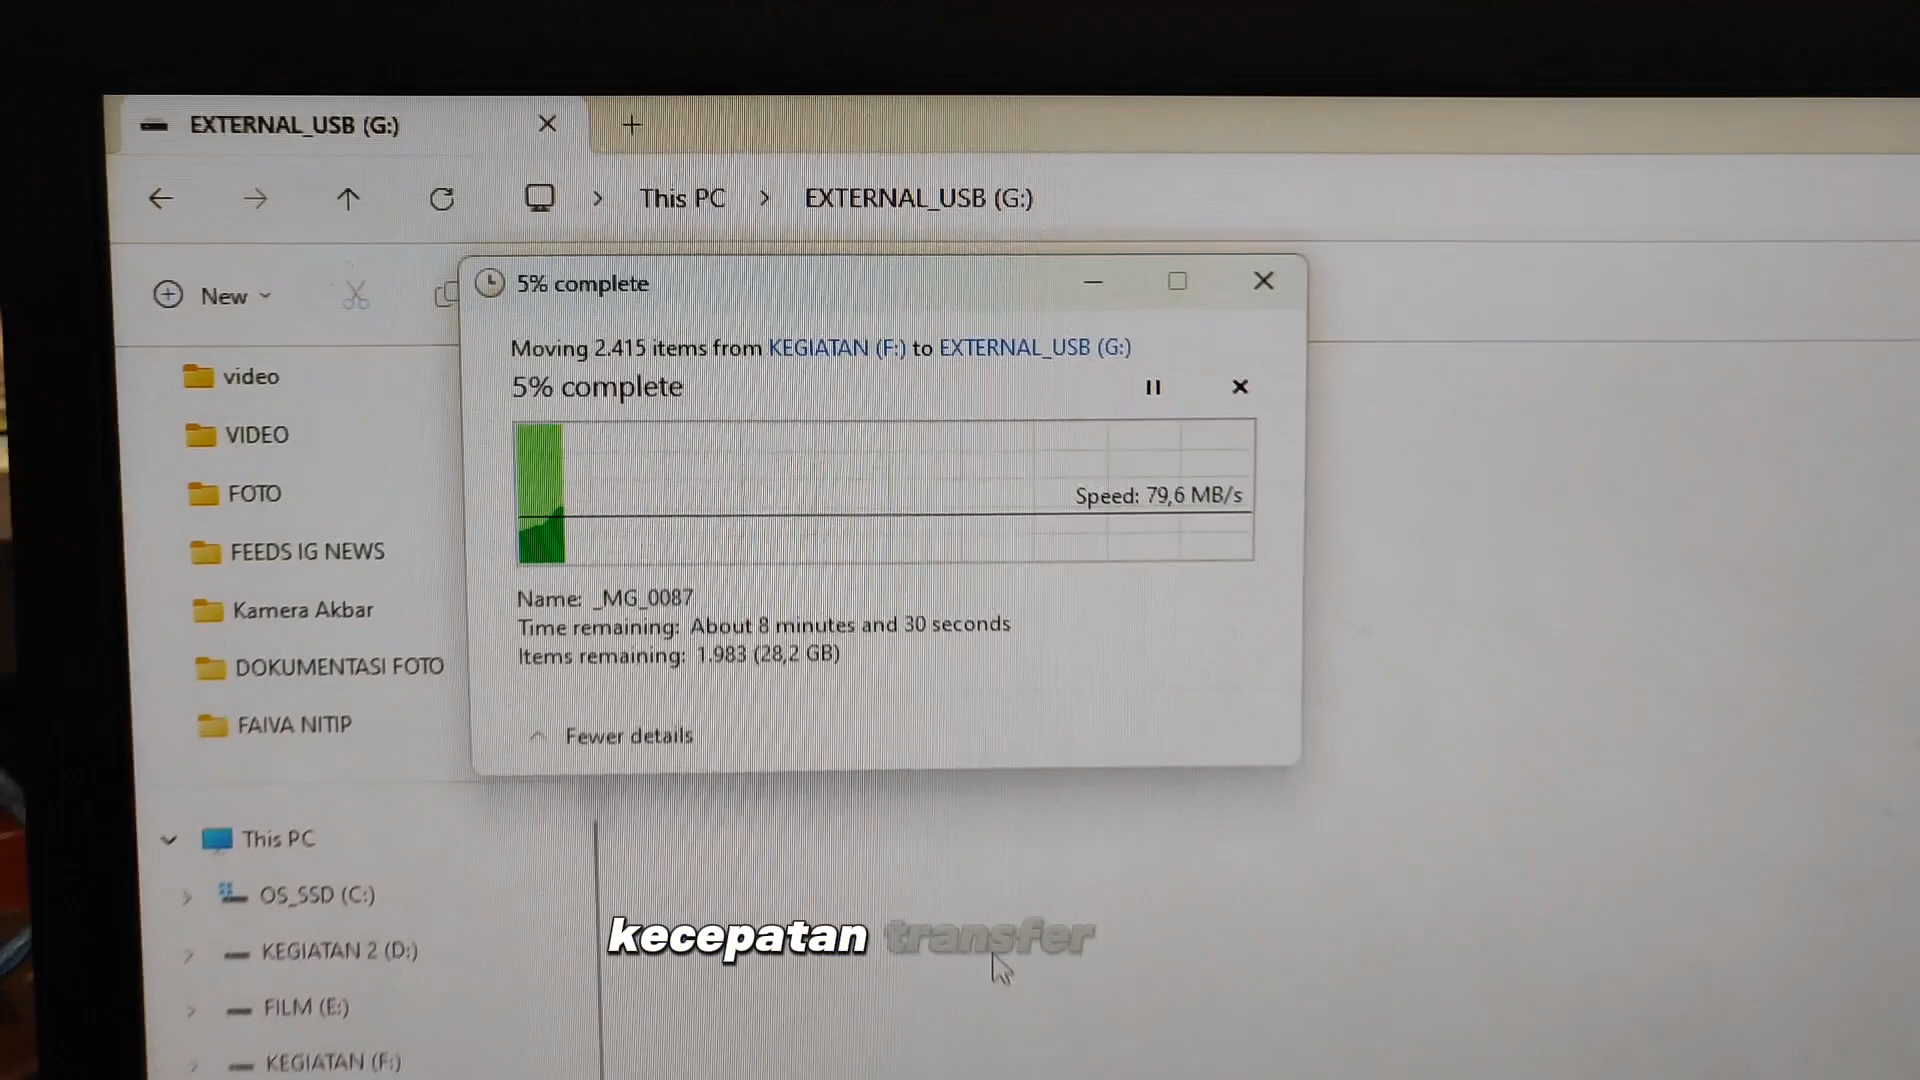 EXTERNAL_USB (G:)
This PC > EXTERNAL_USB (G:)
New
5% complete
Moving 2.415 items from KEGIATAN (F:) to EXTERNAL_USB (G:)
5% complete
Speed: 79,6 MB/s
Name: _MG_0087
Time remaining: About 8 minutes and 30 seconds
Items remaining: 1.983 (28,2 GB)
Fewer details
video
VIDEO
FOTO
FEEDS IG NEWS
Kamera Akbar
DOKUMENTASI FOTO
FAIVA NITIP
This PC
OS_SSD (C:)
KEGIATAN 2 (D:)
FILM (E:)
KEGIATAN (F:)
kecepatan transfer